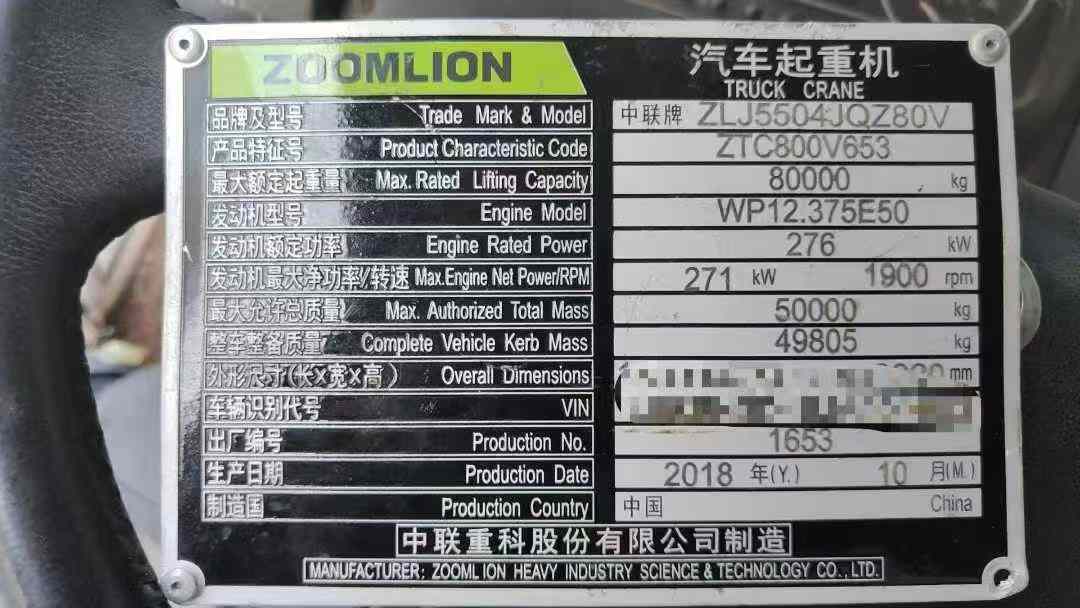 ZOOMLION
汽车起重机
TRUCK CRANE
品牌及型号 Trade Mark & Model 中联牌 ZLJ5504JQZ80V
产品特征号 Product Characteristic Code ZTC800V653
最大额定起重量 Max. Rated Lifting Capacity 80000 kg
发动机型号 Engine Model WP12.375E50
发动机额定功率 Engine Rated Power 276 kW
发动机最大净功率/转速 Max.Engine Net Power/RPM 271 kW 1900 rpm
最大允许总质量 Max. Authorized Total Mass 50000 kg
整车整备质量 Complete Vehicle Kerb Mass 49805 kg
外形尺寸(长X宽X高) Overall Dimensions mm
车辆识别代号 VIN
出厂编号 Production No. 1653
生产日期 Production Date 2018 年(Y.) 10 月(M.)
制造国 Production Country 中国 China
中联重科股份有限公司制造
MANUFACTURER: ZOOMLION HEAVY INDUSTRY SCIENCE & TECHNOLOGY CO., LTD.